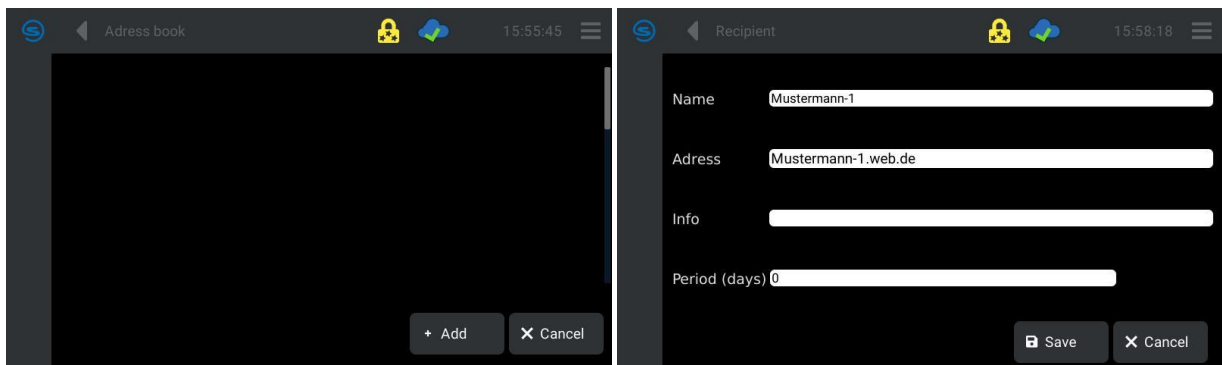 Adress book
15:55:45
+ Add
Cancel
Recipient
15:58:18
Name
Mustermann-1
Adress
Mustermann-1.web.de
Info
Period (days)
0
Save
Cancel